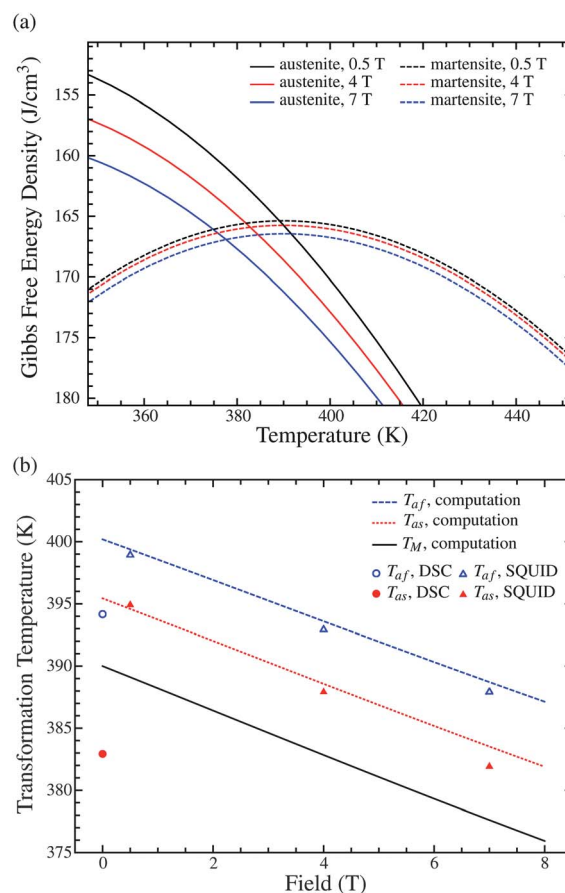 (a)
austenite, 0.5 T
martensite, 0.5 T
austenite, 4 T
martensite, 4 T
austenite, 7 T
martensite, 7 T
Gibbs Free Energy Density (J/cm³)
155
160
165
170
175
180
360
380
400
420
440
Temperature (K)
(b)
405
400
395
390
385
380
375
Transformation Temperature (K)
T_af, computation
T_as, computation
T_M, computation
T_af, DSC
T_af, SQUID
T_as, DSC
T_as, SQUID
0
2
4
6
8
Field (T)